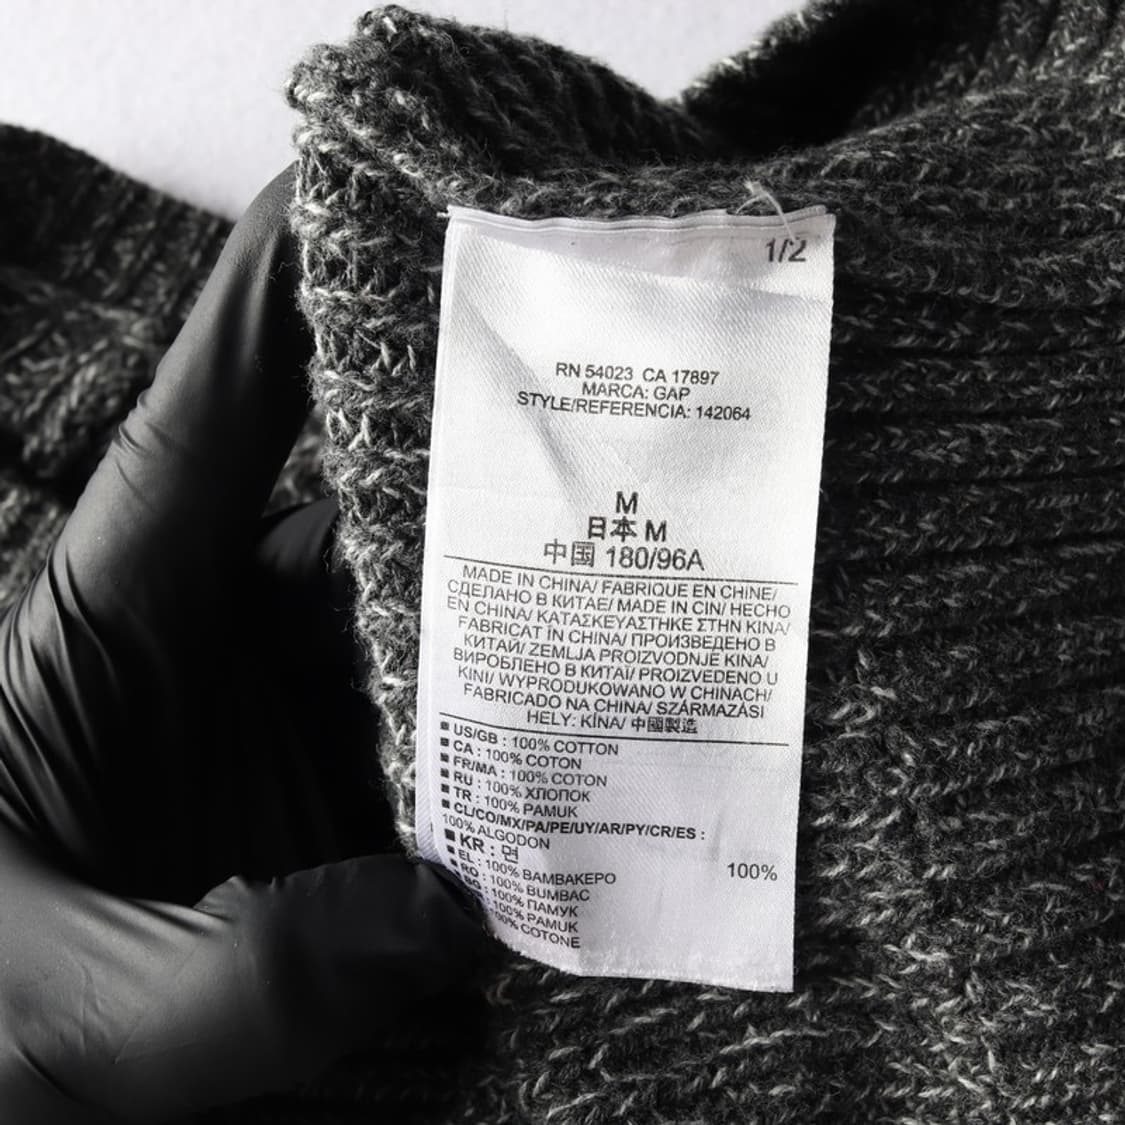 1/2
RN 54023 CA 17897
MARCA: GAP
STYLE/REFERENCIA: 142064
M
日本 M
中国 180/96A
MADE IN CHINA/ FABRIQUE EN CHINE/
СДЕЛАНО В КИТАЕ/ MADE IN CIN/ HECHO
EN CHINA/ ΚΑΤΑΣΚΕΥΑΣΤΗΚΕ ΣΤΗΝ ΚΙΝΑ/
FABRICAT ÎN CHINA/ ПРОИЗВЕДЕНО В
КИТАЙ/ ZEMLJA PROIZVODNJE KINA/
ВИРОБЛЕНО В КИТАЇ/ PROIZVEDENO U
KINI/ WYPRODUKOWANO W CHINACH/
FABRICADO NA CHINA/ SZÁRMAZÁSI
HELY: KÍNA/ 中國製造
■ US/GB : 100% COTTON
■ CA : 100% COTON
■ FR/MA : 100% COTON
■ RU : 100% ХЛОПОК
■ TR : 100% PAMUK
■ CL/CO/MX/PA/PE/UY/AR/PY/CR/ES :
100% ALGODON
■ KR : 면 100%
■ EL : 100% ΒΑΜΒΑΚΕΡΟ
■ RO : 100% BUMBAC
: 100% ПАМУК
: 100% PAMUK
100% COTONE